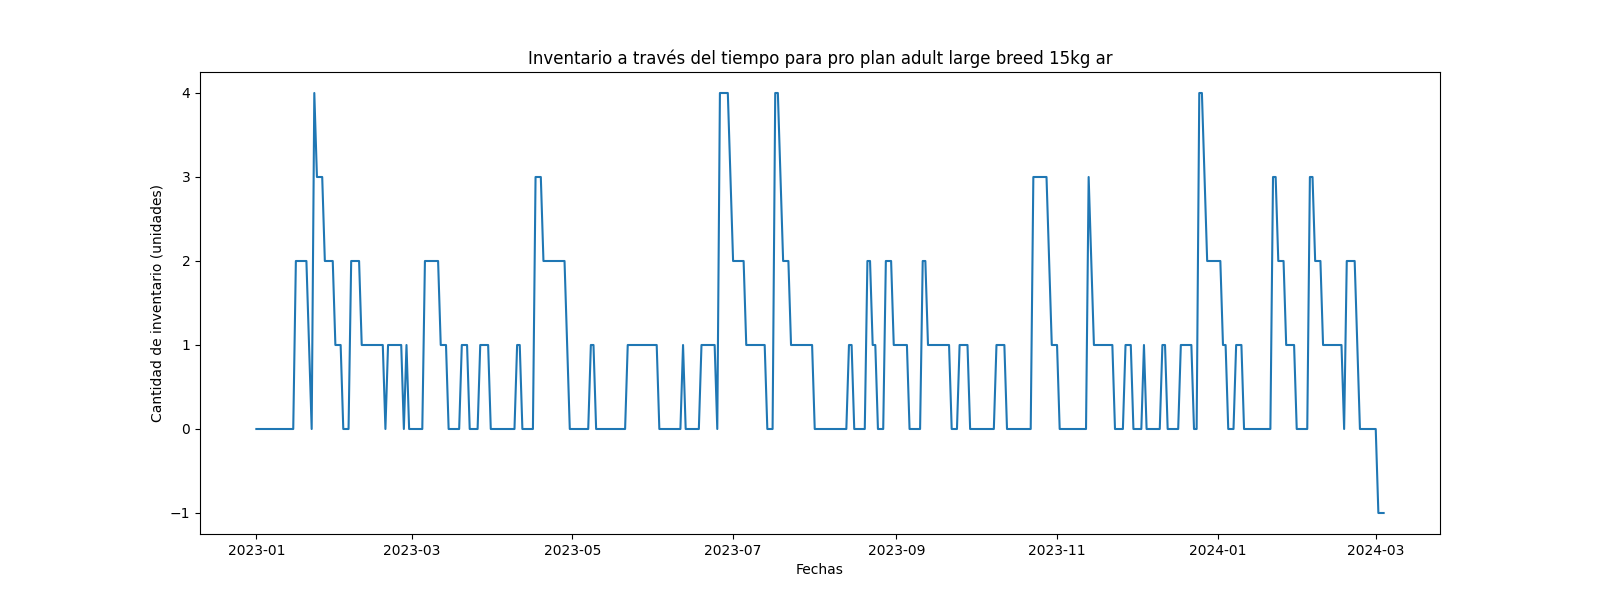 Inventario a través del tiempo para pro plan adult large breed 15kg ar
Cantidad de inventario (unidades)
4
3
2
1
0
−1
2023-01 2023-03 2023-05 2023-07 2023-09 2023-11 2024-01 2024-03
Fechas